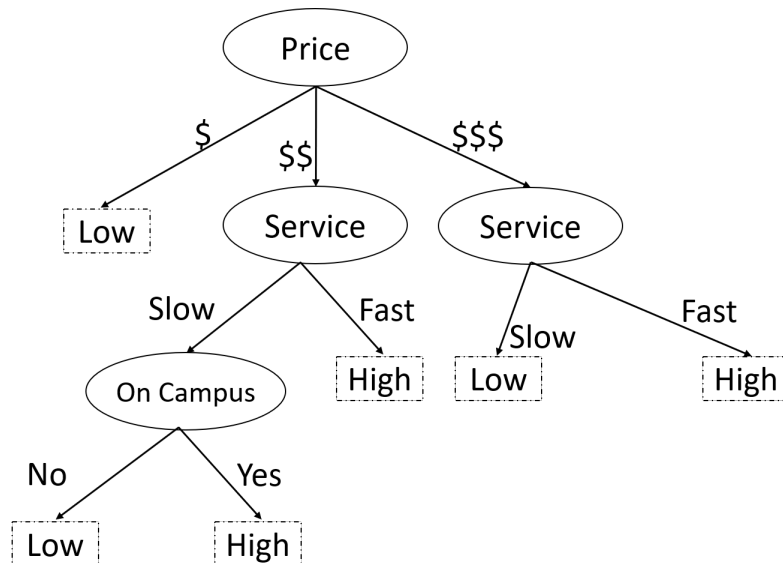 Price
$
$$
$$$
Low
Service
Service
Slow
Fast
Slow
Fast
On Campus
High
Low
High
No
Yes
Low
High